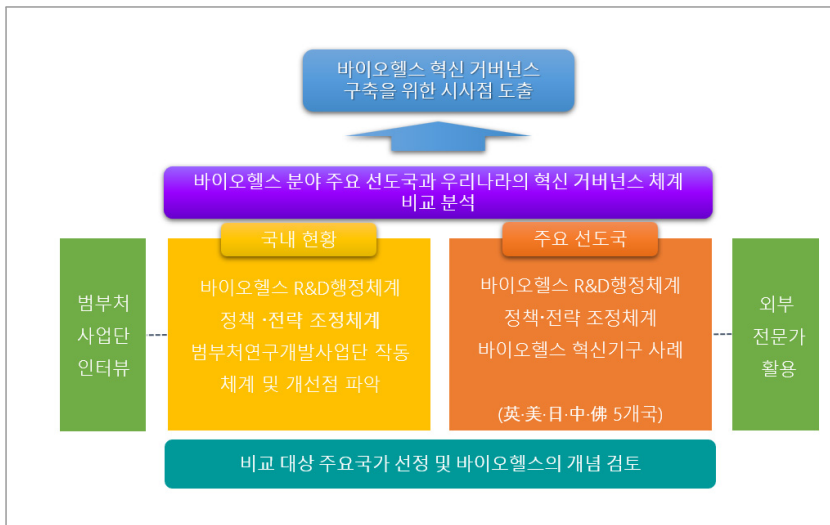 바이오헬스 혁신 거버넌스
구축을 위한 시사점 도출
바이오헬스 분야 주요 선도국과 우리나라의 혁신 거버넌스 체계
비교 분석
국내 현황
주요 선도국
범부처
사업단
인터뷰
바이오헬스 R&D행정체계
정책 ·전략 조정체계
범부처연구개발사업단 작동
체계 및 개선점 파악
바이오헬스 R&D행정체계
정책·전략 조정체계
바이오헬스 혁신기구 사례
(英·美·日·中·佛 5개국)
외부
전문가
활용
비교 대상 주요국가 선정 및 바이오헬스의 개념 검토